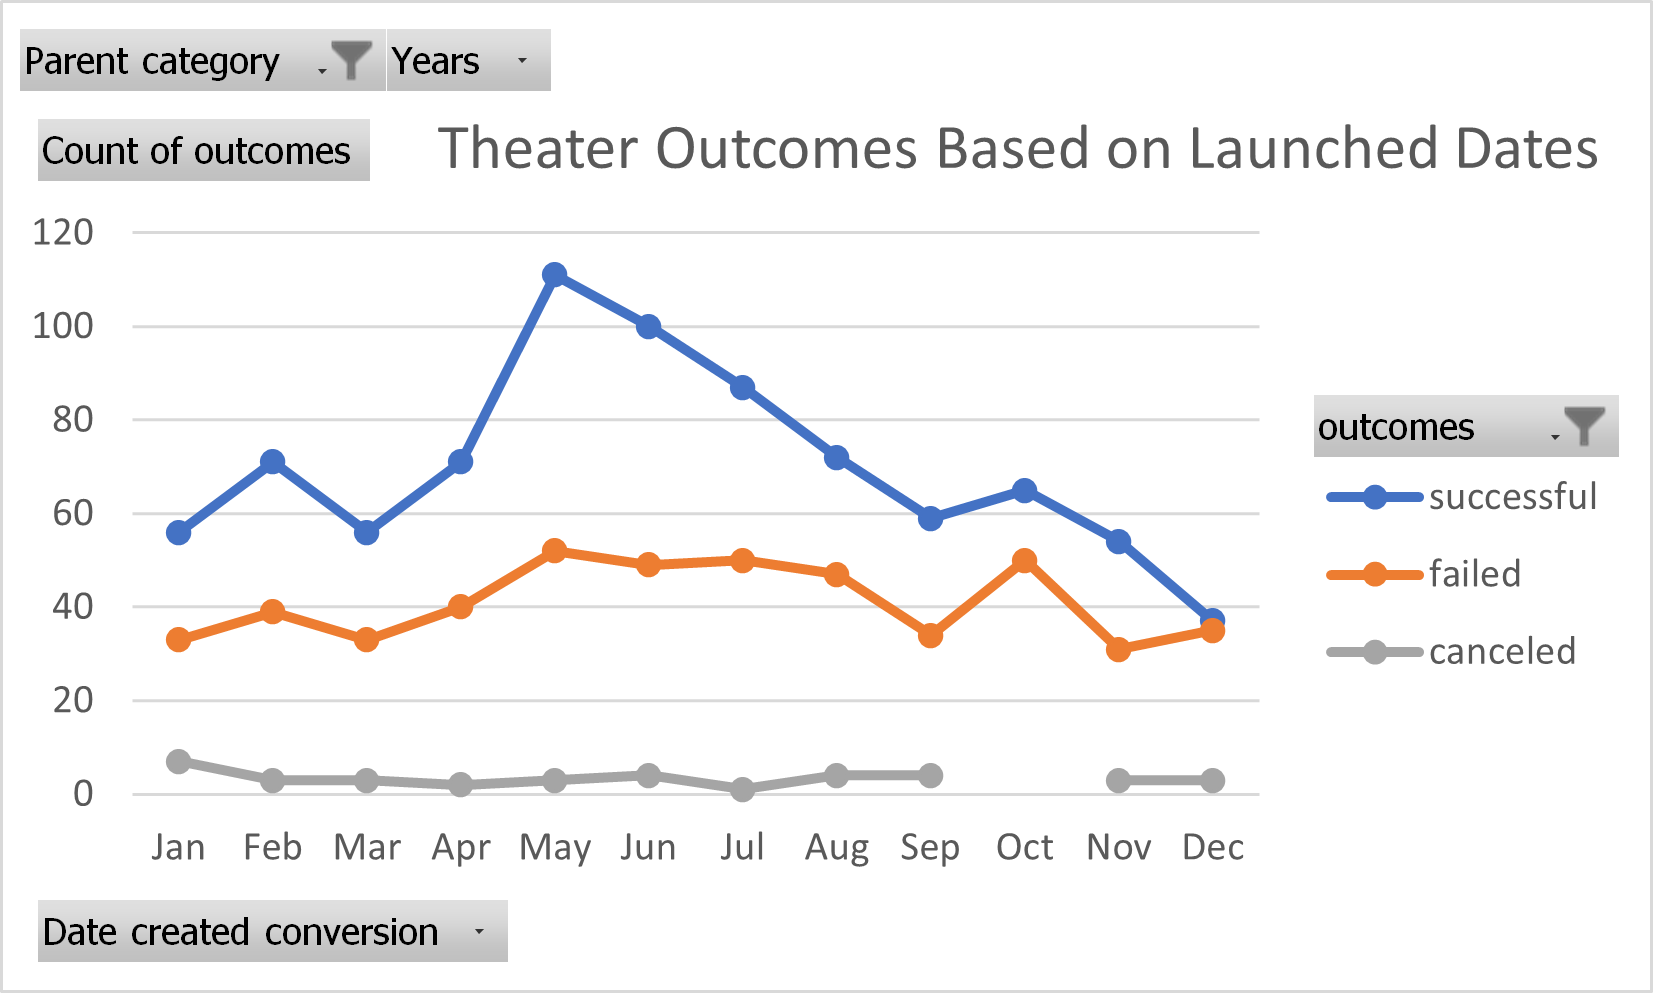 Parent category Years
Count of outcomes
Theater Outcomes Based on Launched Dates
120
100
80
60
40
20
0
Jan Feb Mar Apr May Jun Jul Aug Sep Oct Nov Dec
outcomes
successful
failed
canceled
Date created conversion